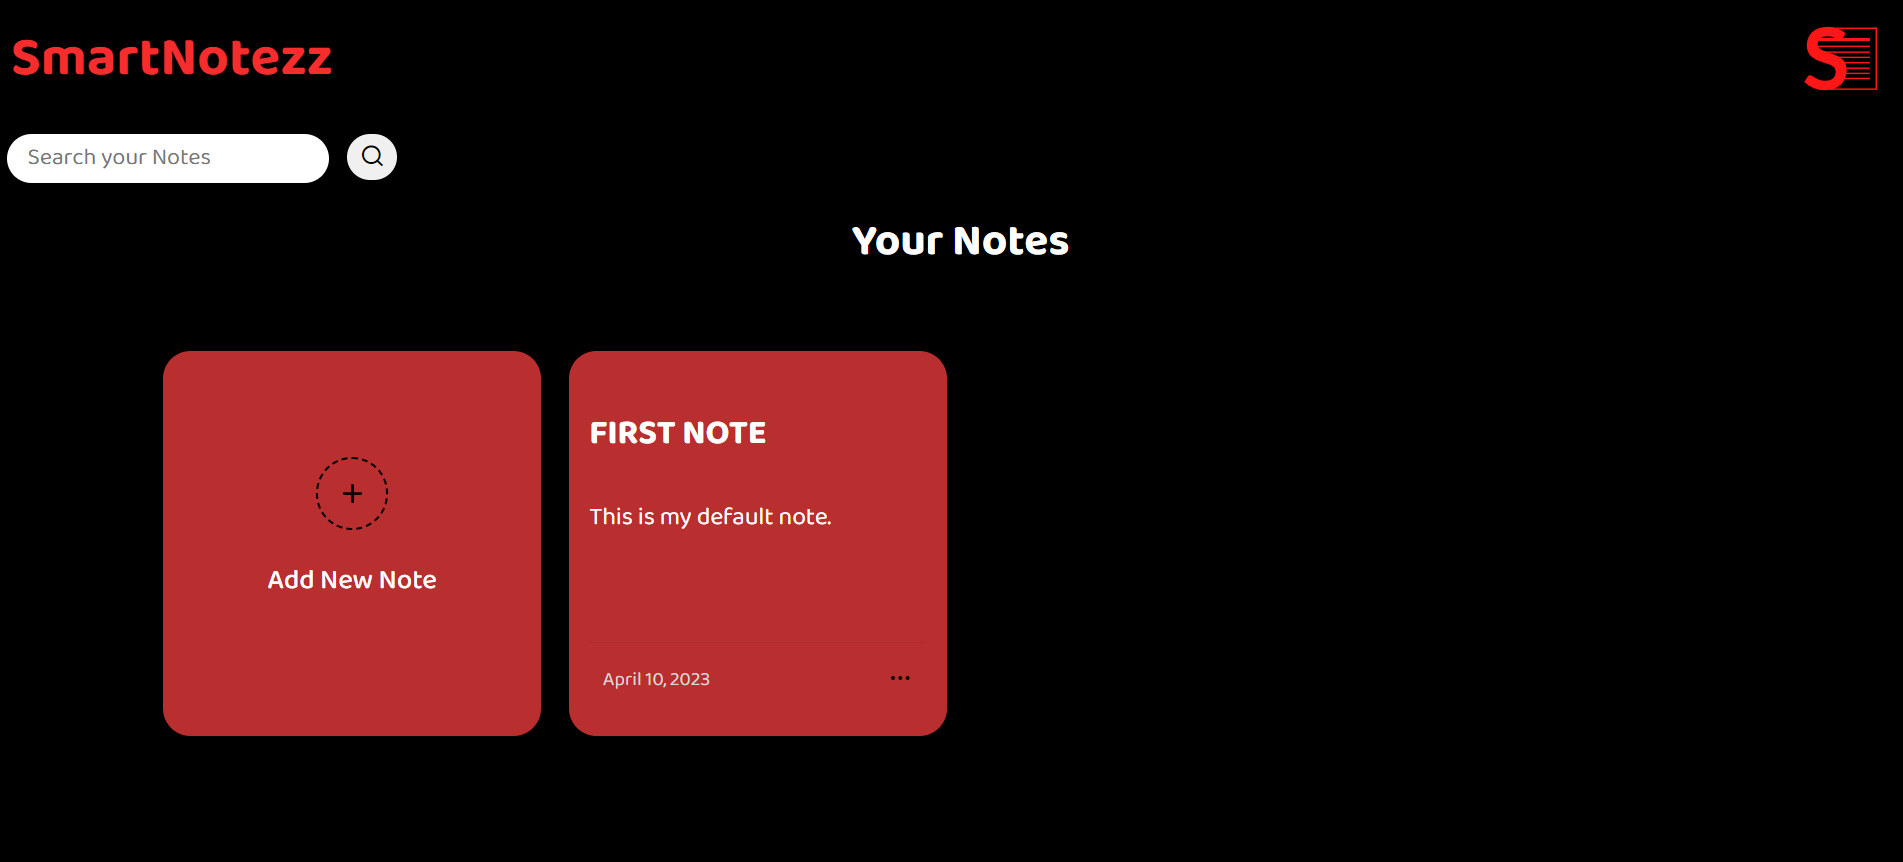 SmartNotezz
S
Search your Notes
Your Notes
Add New Note
FIRST NOTE
This is my default note.
April 10, 2023